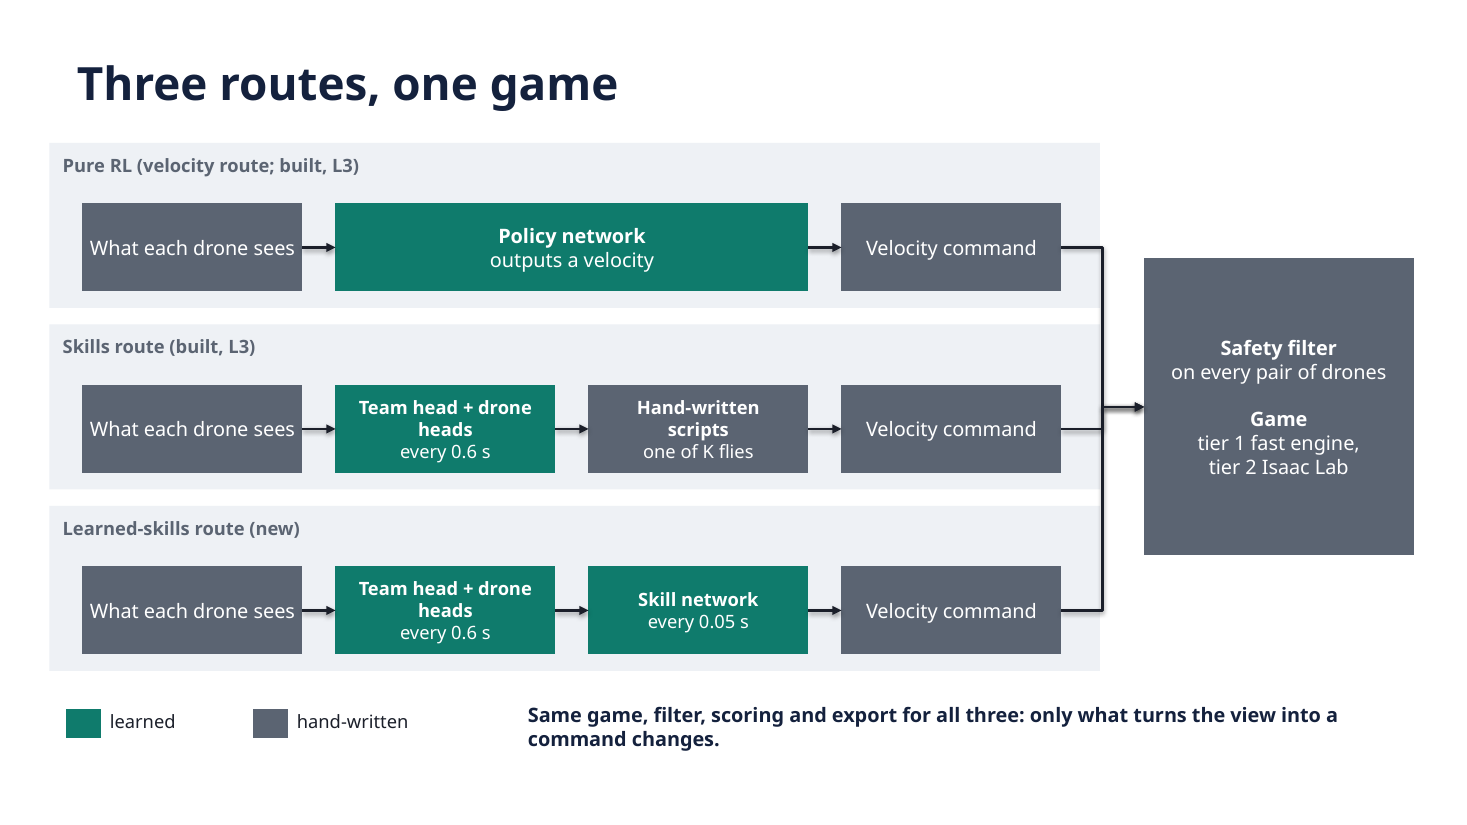 Three routes, one game
Pure RL (velocity route; built, L3)
What each drone sees
Policy network
outputs a velocity
Velocity command
Skills route (built, L3)
What each drone sees
Team head + drone
heads
every 0.6 s
Hand-written
scripts
one of K flies
Velocity command
Learned-skills route (new)
What each drone sees
Team head + drone
heads
every 0.6 s
Skill network
every 0.05 s
Velocity command
Safety filter
on every pair of drones
Game
tier 1 fast engine,
tier 2 Isaac Lab
learned
hand-written
Same game, filter, scoring and export for all three: only what turns the view into a
command changes.